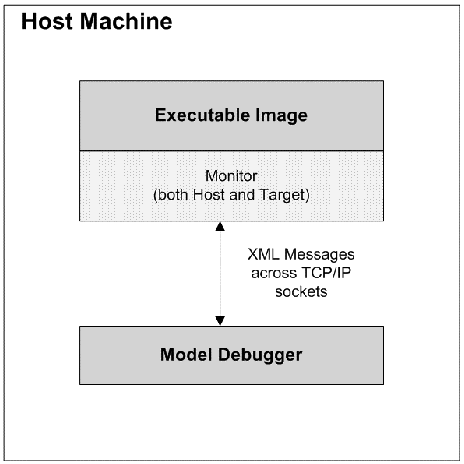 Host Machine
Executable Image
Monitor
(both Host and Target)
XML Messages
across TCP/IP
sockets
Model Debugger